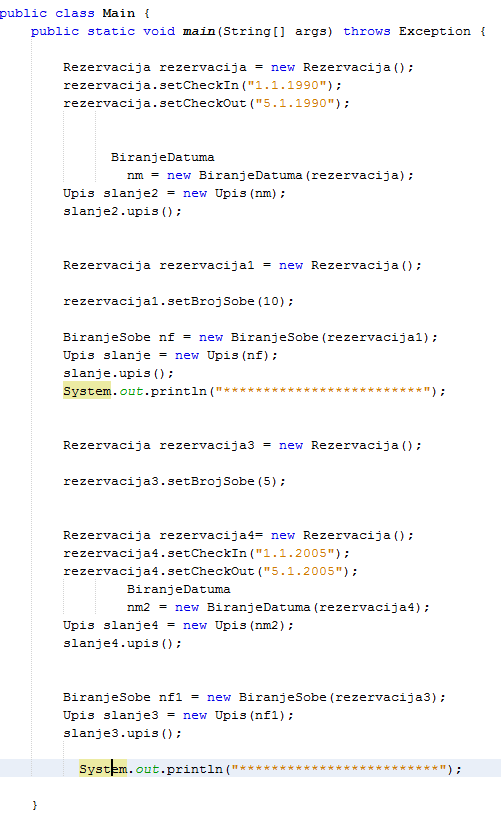 public class Main {
public static void main(String[] args) throws Exception {
Rezervacija rezervacija = new Rezervacija();
rezervacija.setCheckIn("1.1.1990");
rezervacija.setCheckOut("5.1.1990");
BiranjeDatuma
nm = new BiranjeDatuma(rezervacija);
Upis slanje2 = new Upis(nm);
slanje2.upis();
Rezervacija rezervacija1 = new Rezervacija();
rezervacija1.setBrojSobe(10);
BiranjeSobe nf = new BiranjeSobe(rezervacija1);
Upis slanje = new Upis(nf);
slanje.upis();
System.out.println("*************************");
Rezervacija rezervacija3 = new Rezervacija();
rezervacija3.setBrojSobe(5);
Rezervacija rezervacija4= new Rezervacija();
rezervacija4.setCheckIn("1.1.2005");
rezervacija4.setCheckOut("5.1.2005");
BiranjeDatuma
nm2 = new BiranjeDatuma(rezervacija4);
Upis slanje4 = new Upis(nm2);
slanje4.upis();
BiranjeSobe nf1 = new BiranjeSobe(rezervacija3);
Upis slanje3 = new Upis(nf1);
slanje3.upis();
System.out.println("*************************");
}